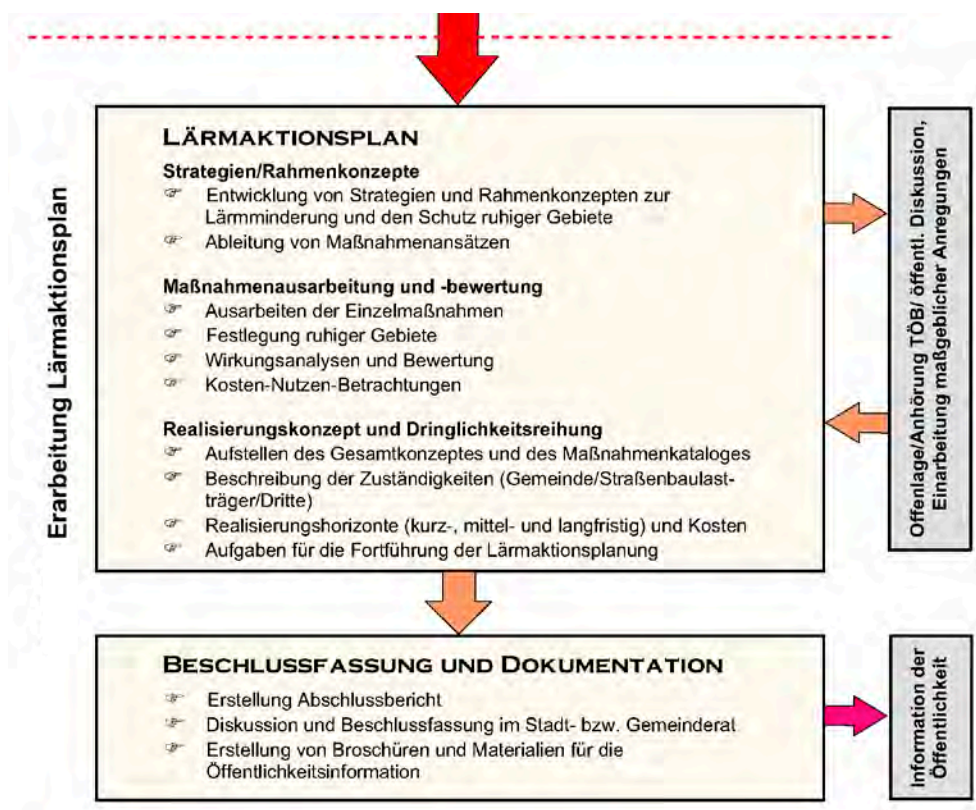 Erarbeitung Lärmaktionsplan
LÄRMAKTIONSPLAN
Strategien/Rahmenkonzepte
Entwicklung von Strategien und Rahmenkonzepten zur
Lärmminderung und den Schutz ruhiger Gebiete
Ableitung von Maßnahmenansätzen
Maßnahmenausarbeitung und -bewertung
Ausarbeiten der Einzelmaßnahmen
Festlegung ruhiger Gebiete
Wirkungsanalysen und Bewertung
Kosten-Nutzen-Betrachtungen
Realisierungskonzept und Dringlichkeitsreihung
Aufstellen des Gesamtkonzeptes und des Maßnahmenkataloges
Beschreibung der Zuständigkeiten (Gemeinde/Straßenbaulast-
träger/Dritte)
Realisierungshorizonte (kurz-, mittel- und langfristig) und Kosten
Aufgaben für die Fortführung der Lärmaktionsplanung
Offenlage/Anhörung TÖB/ öffentl. Diskussion,
Einarbeitung maßgeblicher Anregungen
BESCHLUSSFASSUNG UND DOKUMENTATION
Erstellung Abschlussbericht
Diskussion und Beschlussfassung im Stadt- bzw. Gemeinderat
Erstellung von Broschüren und Materialien für die
Öffentlichkeitsinformation
Information der
Öffentlichkeit